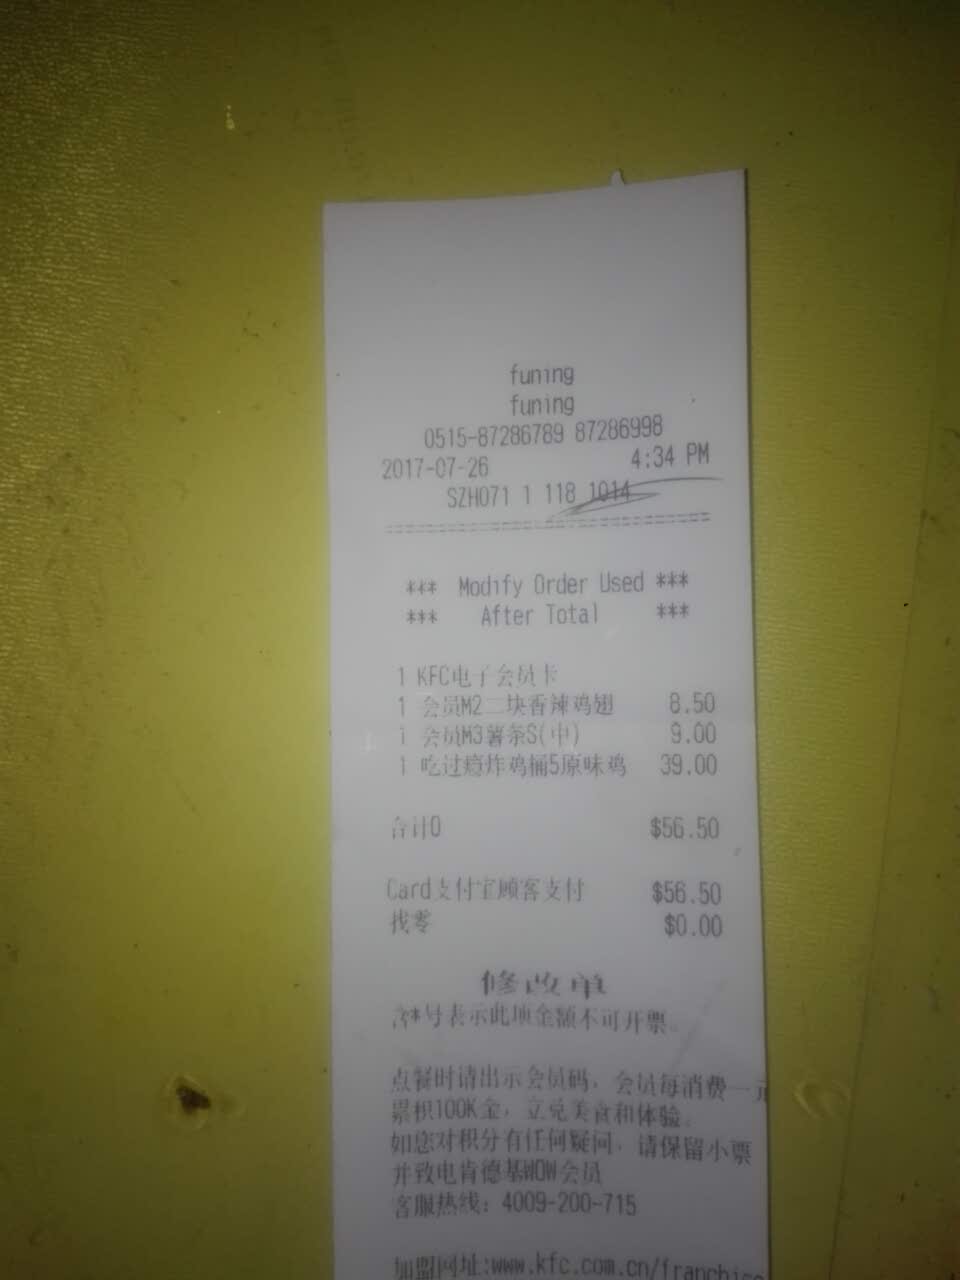 funing
funing
0515-87286789 87286998
2017-07-26 4:34 PM
SZH071 1 118 1014
*** Modify Order Used ***
*** After Total ***
1 KFC电子会员卡
1 会员M2二块香辣鸡翅 8.50
1 会员M3薯条S(中) 9.00
1 吃过瘾炸鸡桶5原味鸡 39.00
合计0 $56.50
Card支付宝顾客支付 $56.50
找零 $0.00
修改单
含*号表示此项金额不可开票。
点餐时请出示会员码，会员每消费一元
累积100K金，立兑美食和体验。
如您对积分有任何疑问，请保留小票
并致电肯德基WOW会员
客服热线：4009-200-715
加盟网址:www.kfc.com.cn/franchise